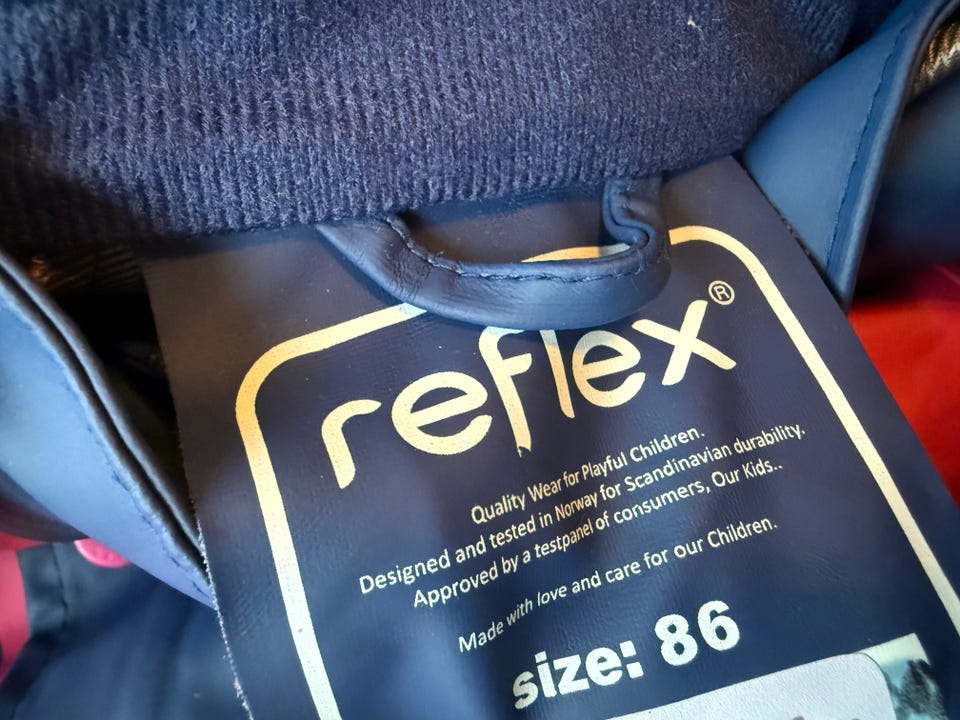 reflex®
Quality Wear for Playful Children.
Designed and tested in Norway for Scandinavian durability.
Approved by a testpanel of consumers, Our Kids..
Made with love and care for our Children.
size: 86